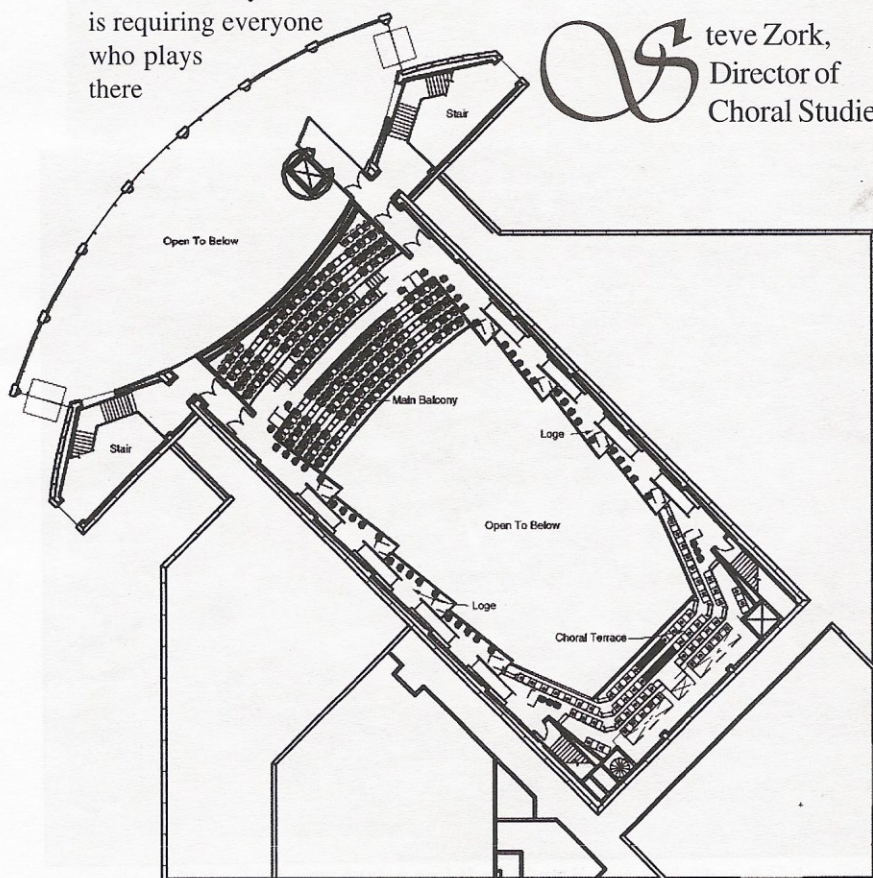 is requiring everyone
who plays
there
Steve Zork,
Director of
Choral Studie
Stair
Open To Below
Main Balcony
Loge
Stair
Open To Below
Loge
Choral Terrace